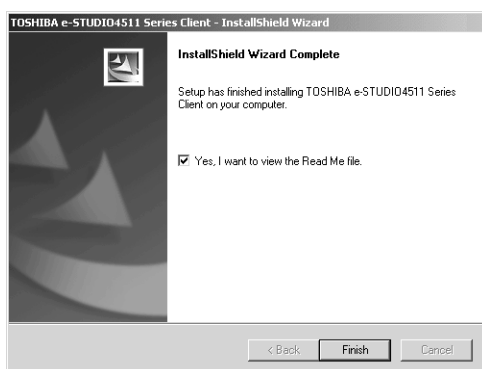 TOSHIBA e-STUDIO4511 Series Client - InstallShield Wizard
InstallShield Wizard Complete
Setup has finished installing TOSHIBA e-STUDIO4511 Series
Client on your computer.
Yes, I want to view the Read Me file.
< Back Finish Cancel